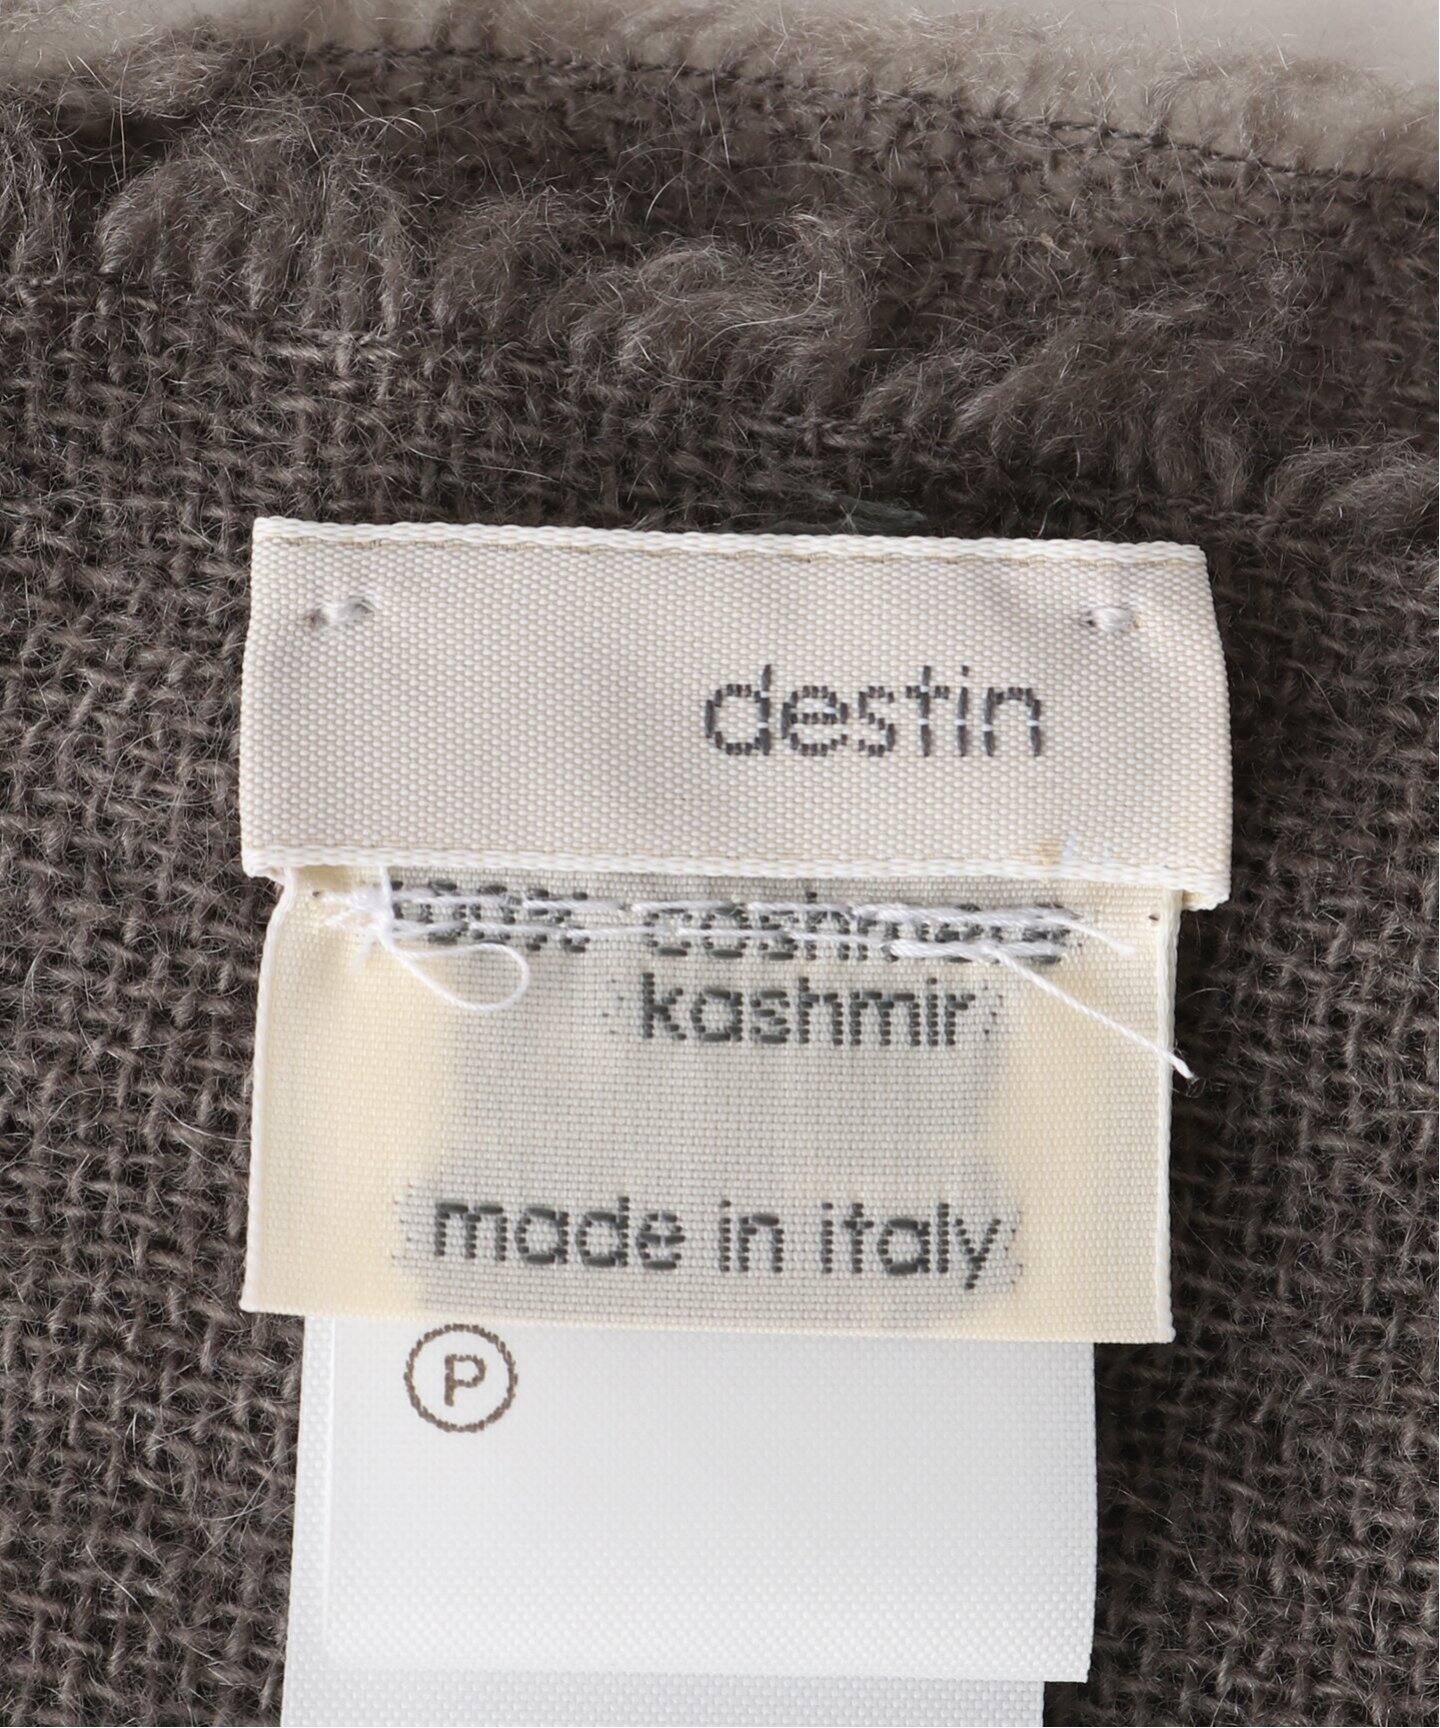 destin
100% cashmere
kashmir
made in italy
P